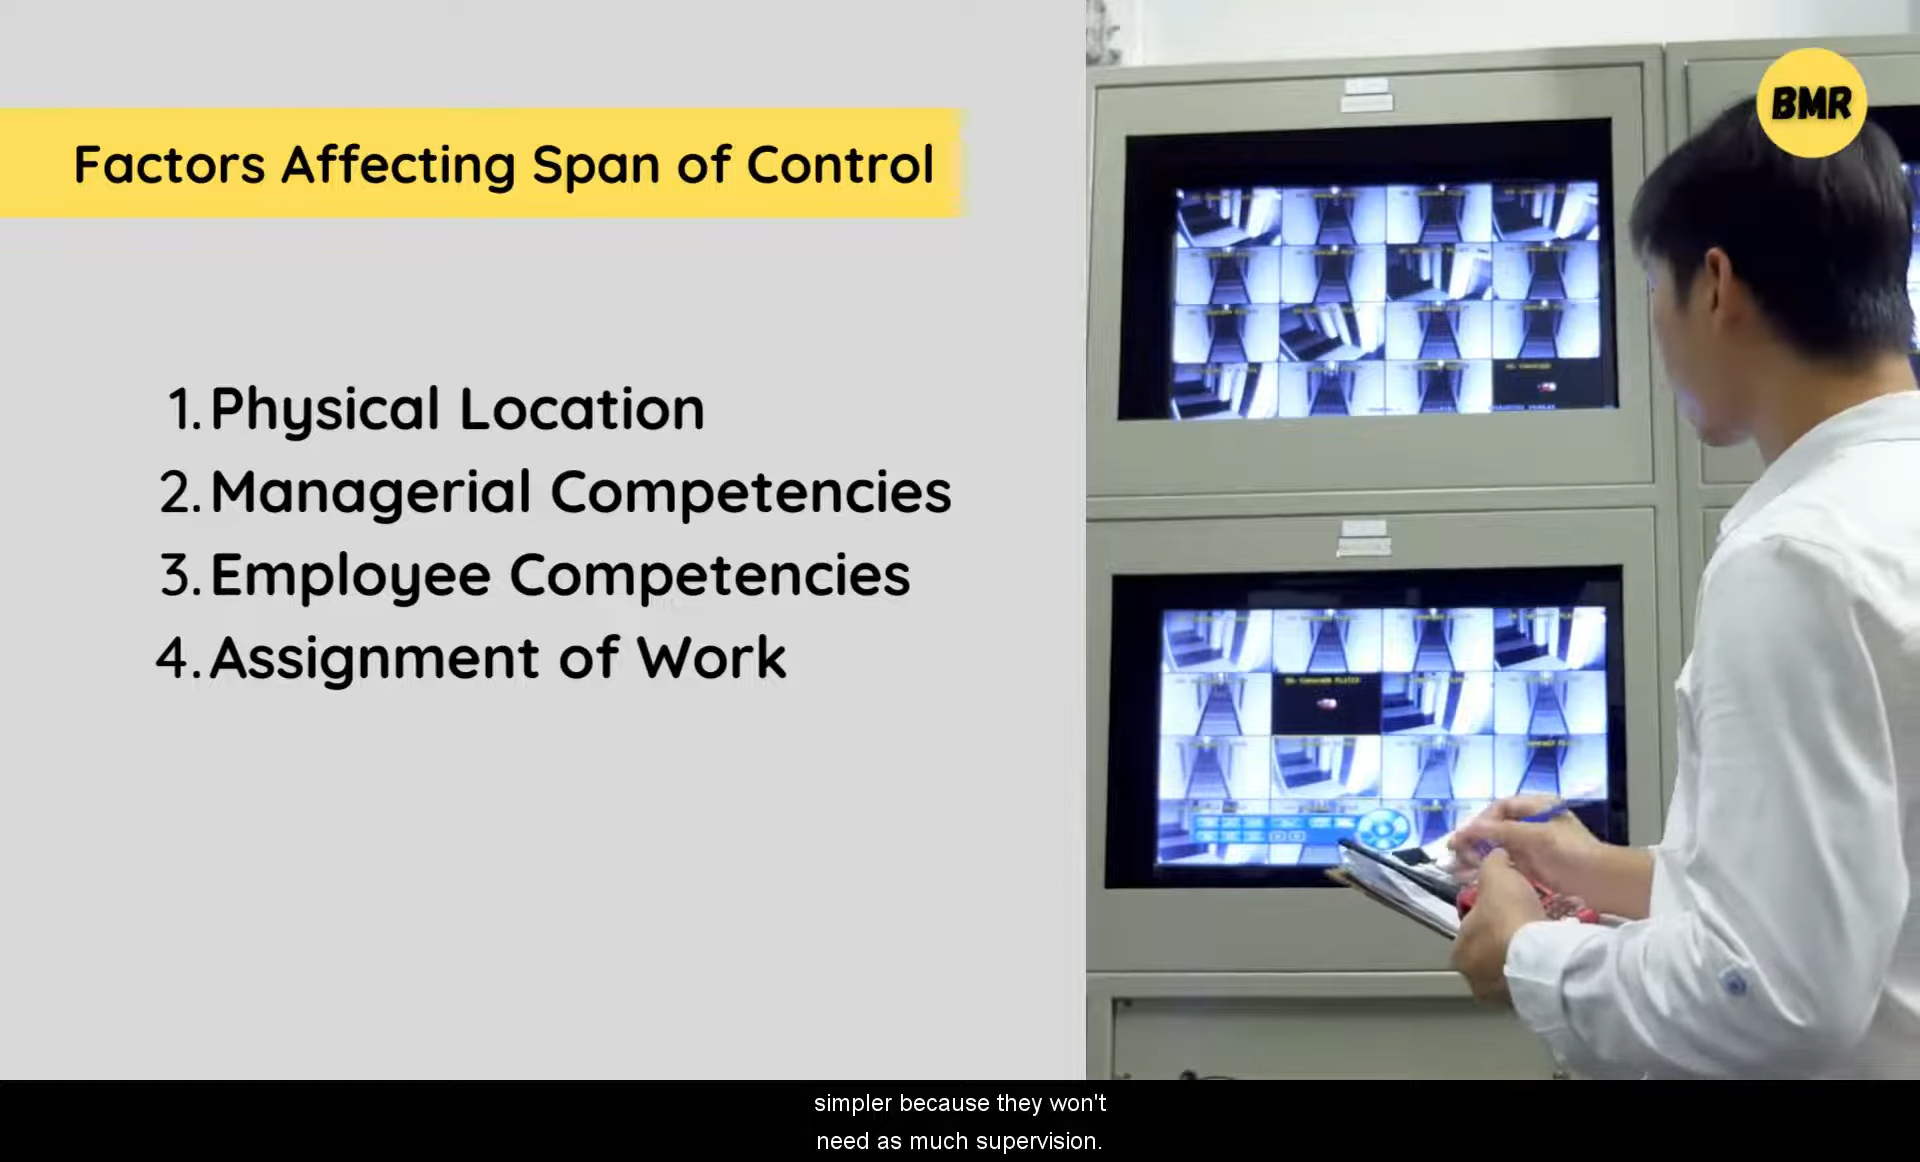 BMR
Factors Affecting Span of Control
1. Physical Location
2. Managerial Competencies
3. Employee Competencies
4. Assignment of Work
simpler because they won't
need as much supervision.